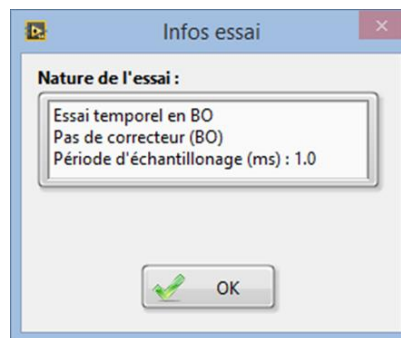 Infos essai
Nature de l'essai :
Essai temporel en BO
Pas de correcteur (BO)
Période d'échantillonage (ms) : 1.0
OK